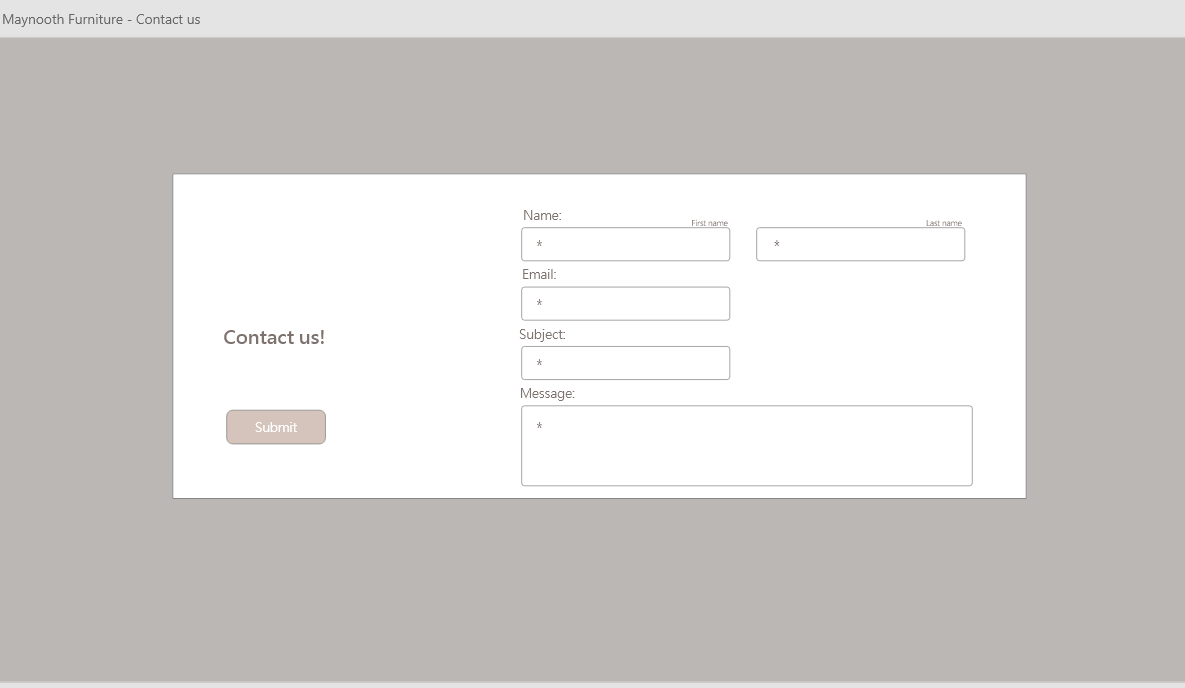 Maynooth Furniture - Contact us
Name:
First name
Last name
*
*
Email:
*
Contact us!
Subject:
*
Message:
*
Submit